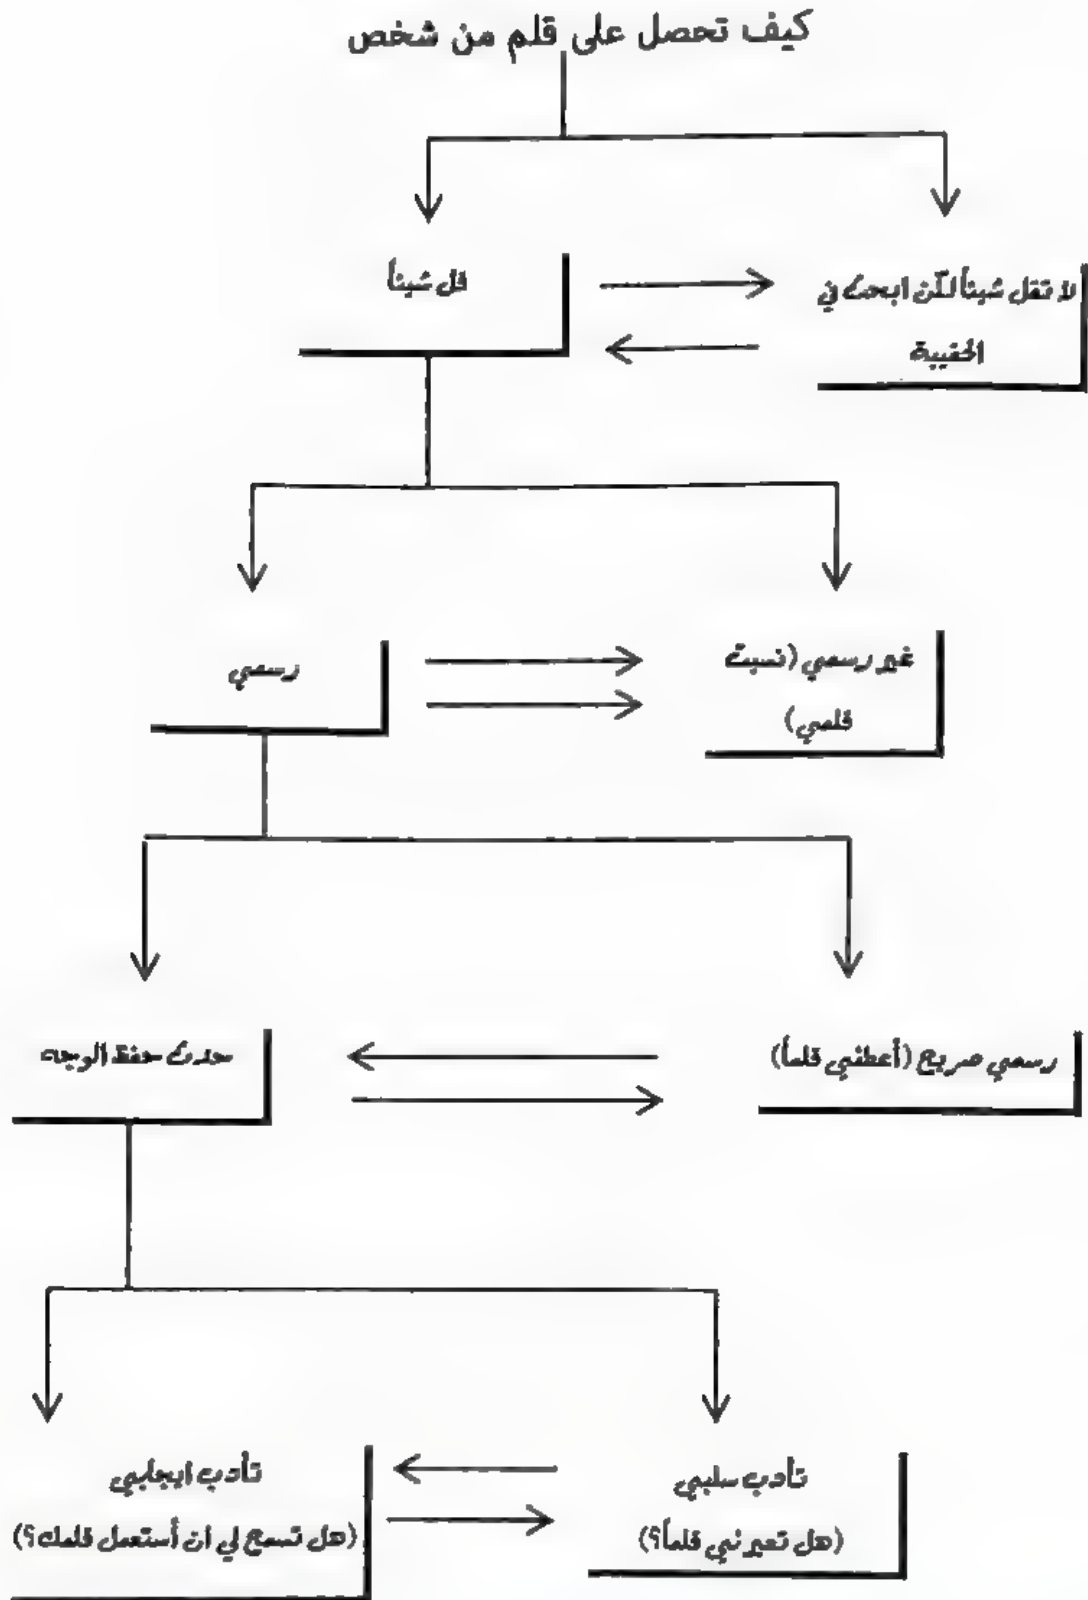 كيف تحصل على قلم من شخص
لا تقل شيئاً لكن ابحث في
الحقيبة
قل شيئاً
غير رسمي (نسيت
قلمي)
رسمي
رسمي صريح (أعطني قلماً)
حدث حفظ الوجه
تأدب سلبي
(هل تعيرني قلماً؟)
تأدب ايجابي
(هل تسمح لي ان أستعمل قلمك؟)